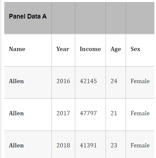 Panel Data A
Name Year Income Age Sex
Allen 2016 42145 24 Female
Allen 2017 47797 21 Female
Allen 2018 41391 23 Female